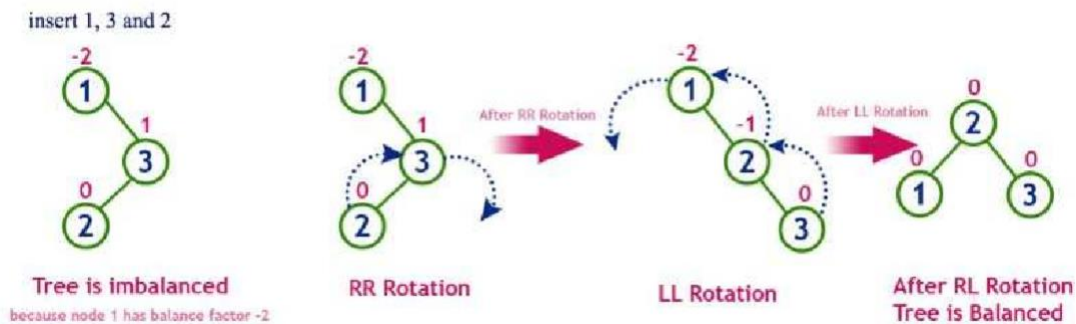 insert 1, 3 and 2
-2
1
1
3
0
2
Tree is imbalanced
because node 1 has balance factor -2
-2
1
1
3
0
2
RR Rotation
After RR Rotation
-2
1
-1
2
0
3
LL Rotation
After LL Rotation
0
2
0
1
0
3
After RL Rotation
Tree is Balanced